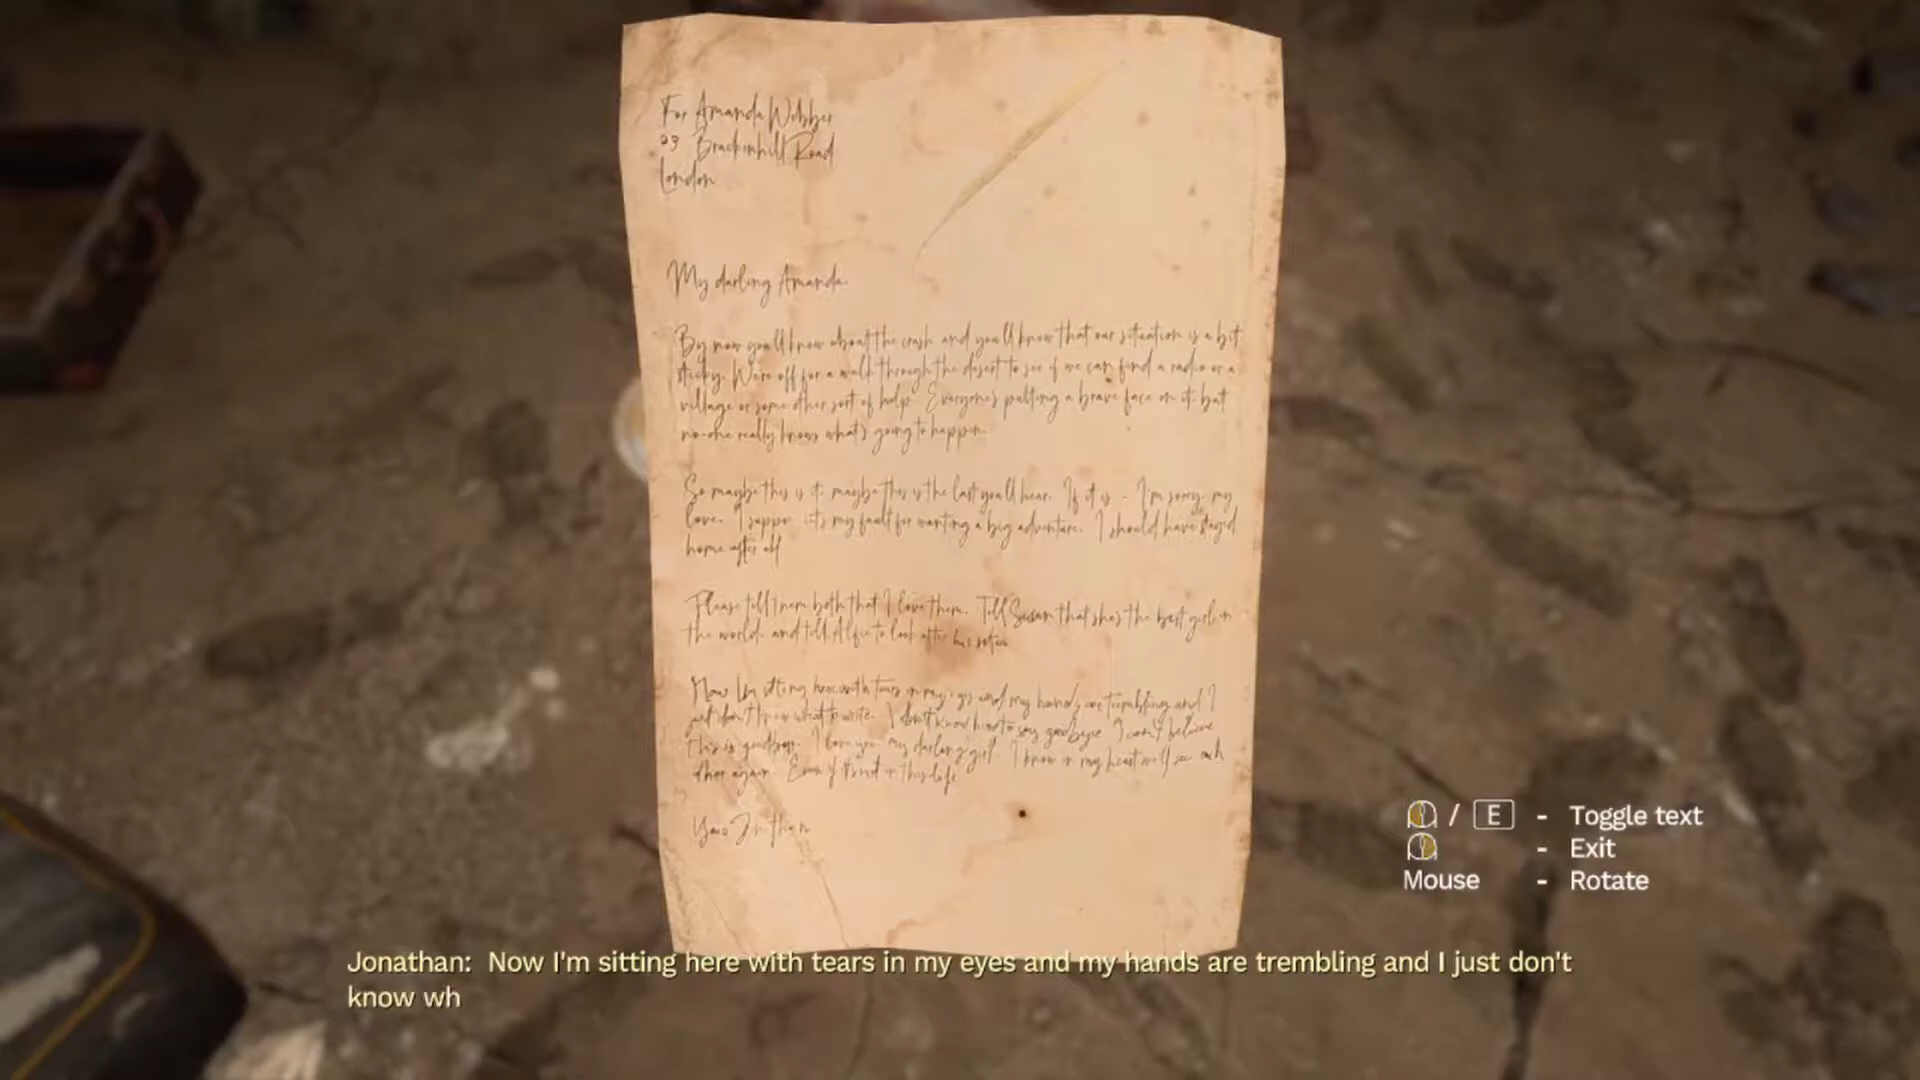 For Amanda Webber
23 Brackenhill Road
London
My darling Amanda.
By now you'll know about the crash and you'll know that our situation is a bit
sticky. We're off for a walk through the desert to see if we can find a radio or a
village or some other sort of help. Everyone's putting a brave face on it, but
no-one really knows what's going to happen.
So maybe this is it, maybe this is the last you'll hear. If it is - I'm sorry, my
love. I suppose it's my fault for wanting a big adventure. I should have stay'd
home after all
Please tell them both that I love them. Tell Susan that she's the best girl in
the world, and tell Alfie to look after his sister
Now I'm sitting here with tears in my eyes and my hands are trembling and I
just don't know what to write. I don't know how to say goodbye. I can't believe
this is goodbye. I love you my darling girl. I know in my heart we'll see each
other again. Even if it's not in this life
Your Jonathan
E - Toggle text
- Exit
Mouse - Rotate
Jonathan: Now I'm sitting here with tears in my eyes and my hands are trembling and I just don't
know wh